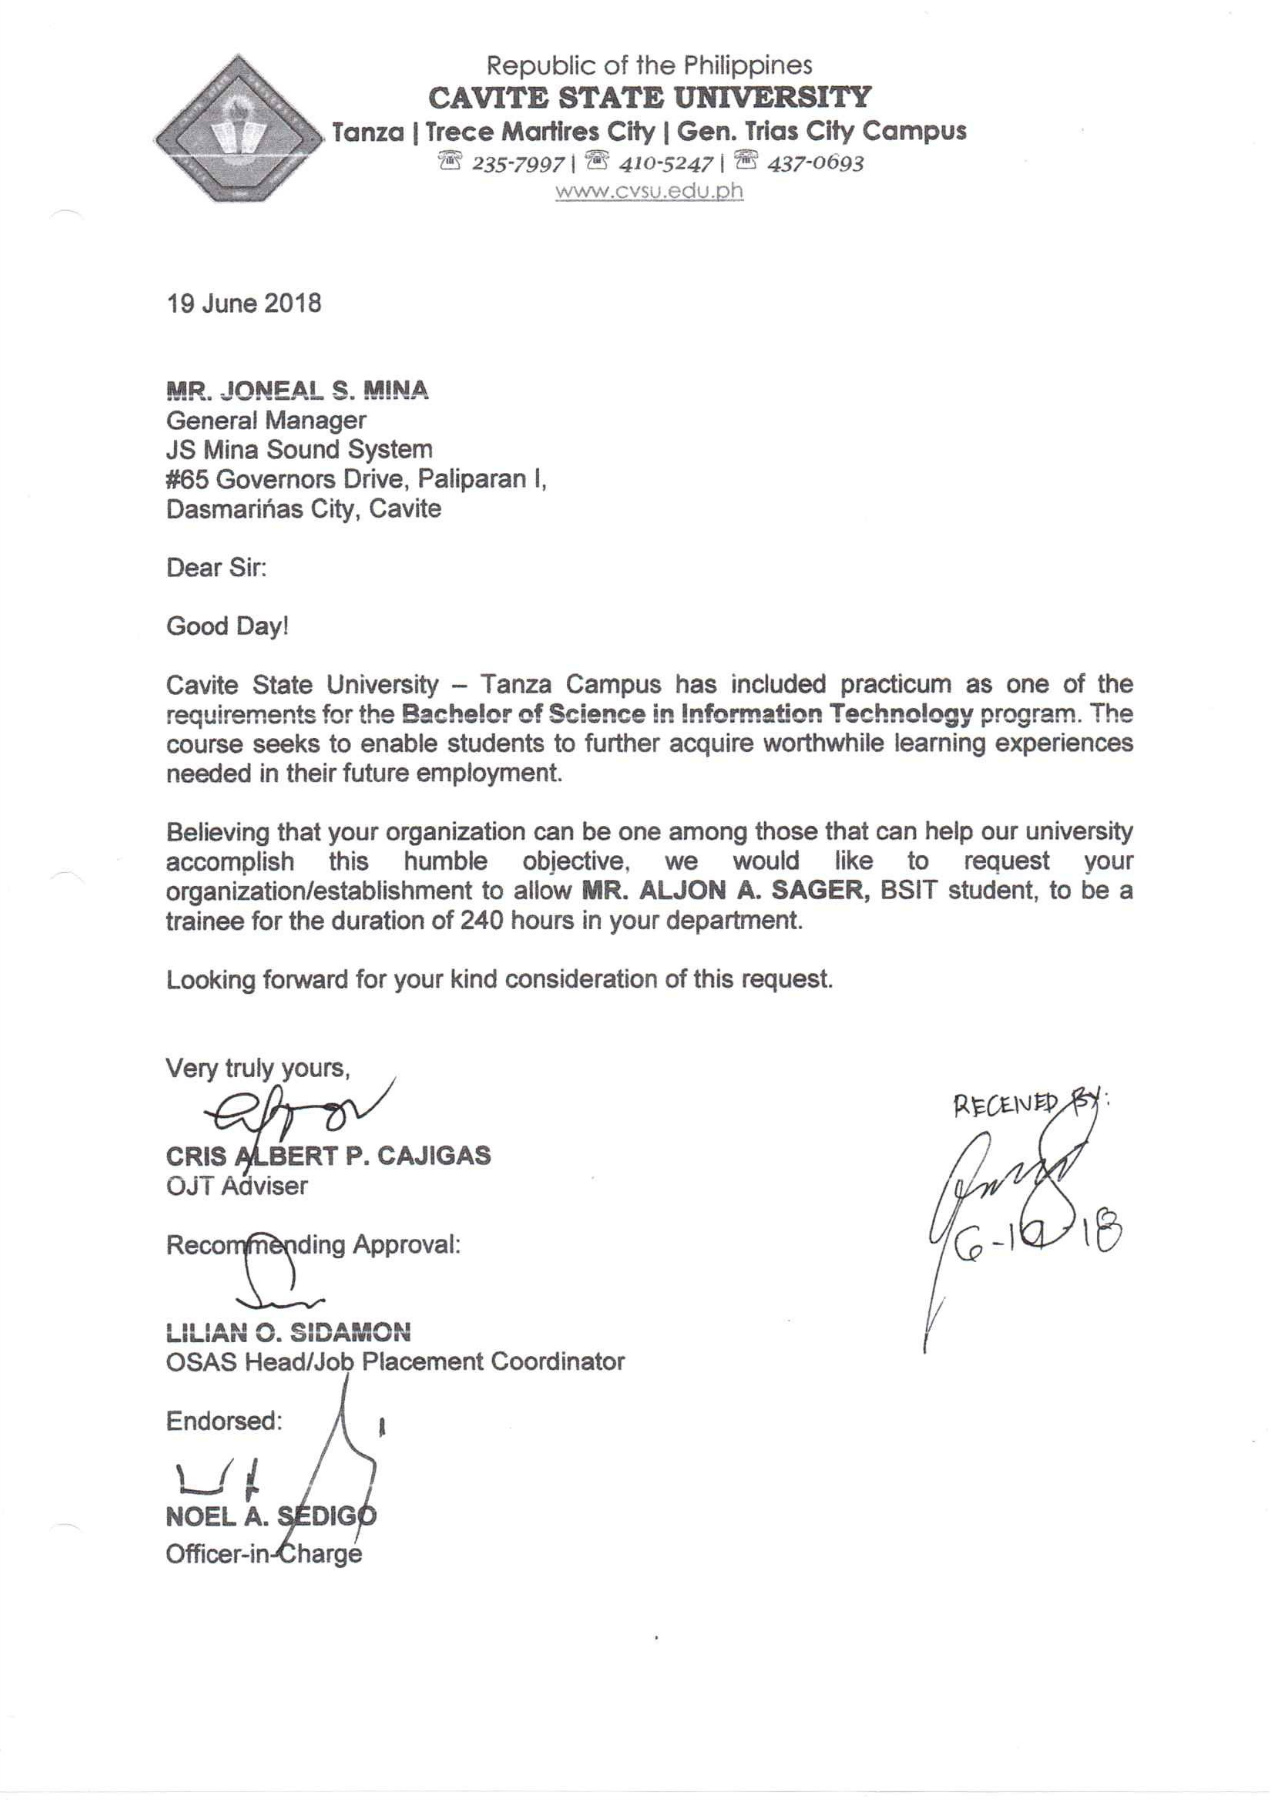 Republic of the Philippines
CAVITE STATE UNIVERSITY
Tanza | Trece Martires City | Gen. Trias City Campus
☏ 235-7997 | ☏ 410-5247 | ☏ 437-0693
www.cvsu.edu.ph
19 June 2018
MR. JONEAL S. MINA
General Manager
JS Mina Sound System
#65 Governors Drive, Paliparan I,
Dasmarińas City, Cavite
Dear Sir:
Good Day!
Cavite State University – Tanza Campus has included practicum as one of the
requirements for the Bachelor of Science in Information Technology program. The
course seeks to enable students to further acquire worthwhile learning experiences
needed in their future employment.
Believing that your organization can be one among those that can help our university
accomplish this humble objective, we would like to request your
organization/establishment to allow MR. ALJON A. SAGER, BSIT student, to be a
trainee for the duration of 240 hours in your department.
Looking forward for your kind consideration of this request.
Very truly yours,
CRIS ALBERT P. CAJIGAS
OJT Adviser
RECEIVED BY:
6-19-18
Recommending Approval:
LILIAN O. SIDAMON
OSAS Head/Job Placement Coordinator
Endorsed:
NOEL A. SEDIGO
Officer-in-Charge